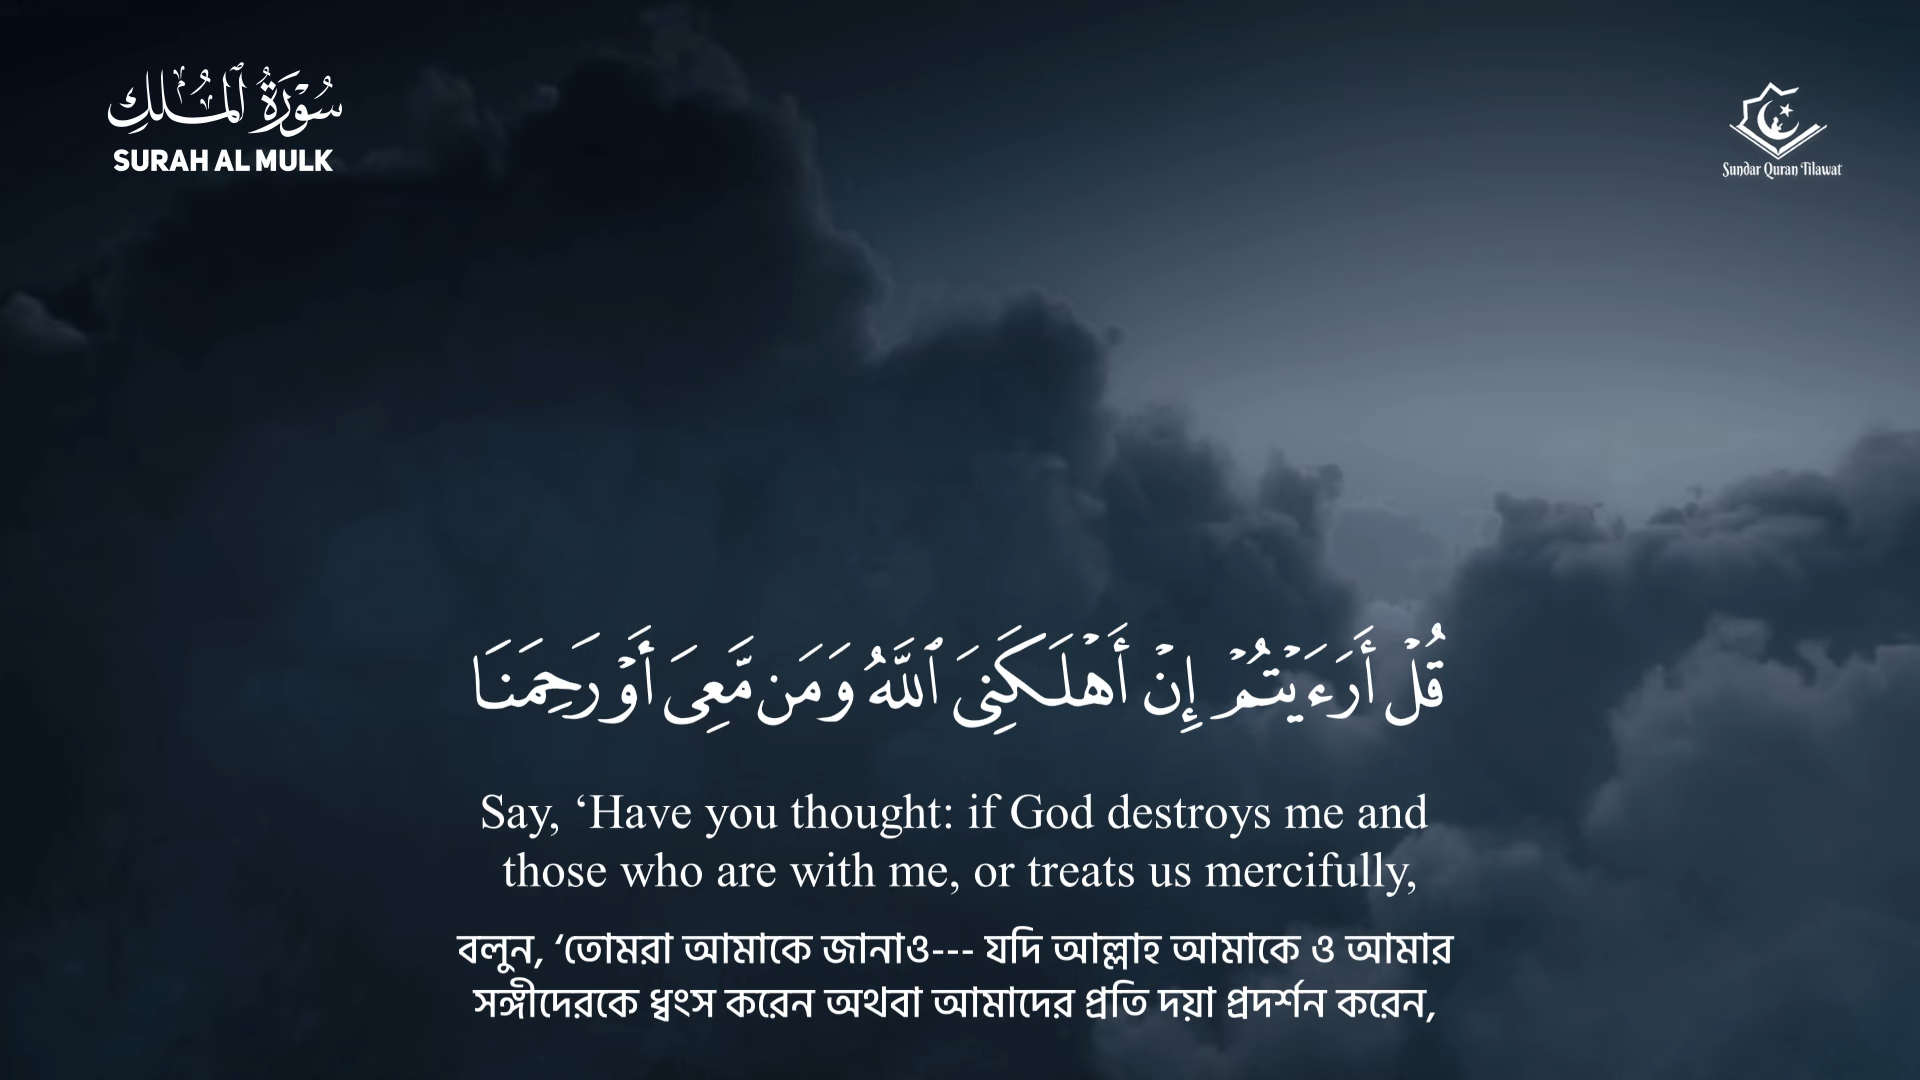 سُورَةُ ٱلْمُلْكِ
SURAH AL MULK
Sundar Quran Tilawat
قُلْ أَرَءَيْتُمْ إِنْ أَهْلَكَنِىَ ٱللَّهُ وَمَن مَّعِىَ أَوْ رَحِمَنَا
Say, ‘Have you thought: if God destroys me and
those who are with me, or treats us mercifully,
বলুন, ‘তোমরা আমাকে জানাও--- যদি আল্লাহ আমাকে ও আমার
সঙ্গীদেরকে ধ্বংস করেন অথবা আমাদের প্রতি দয়া প্রদর্শন করেন,